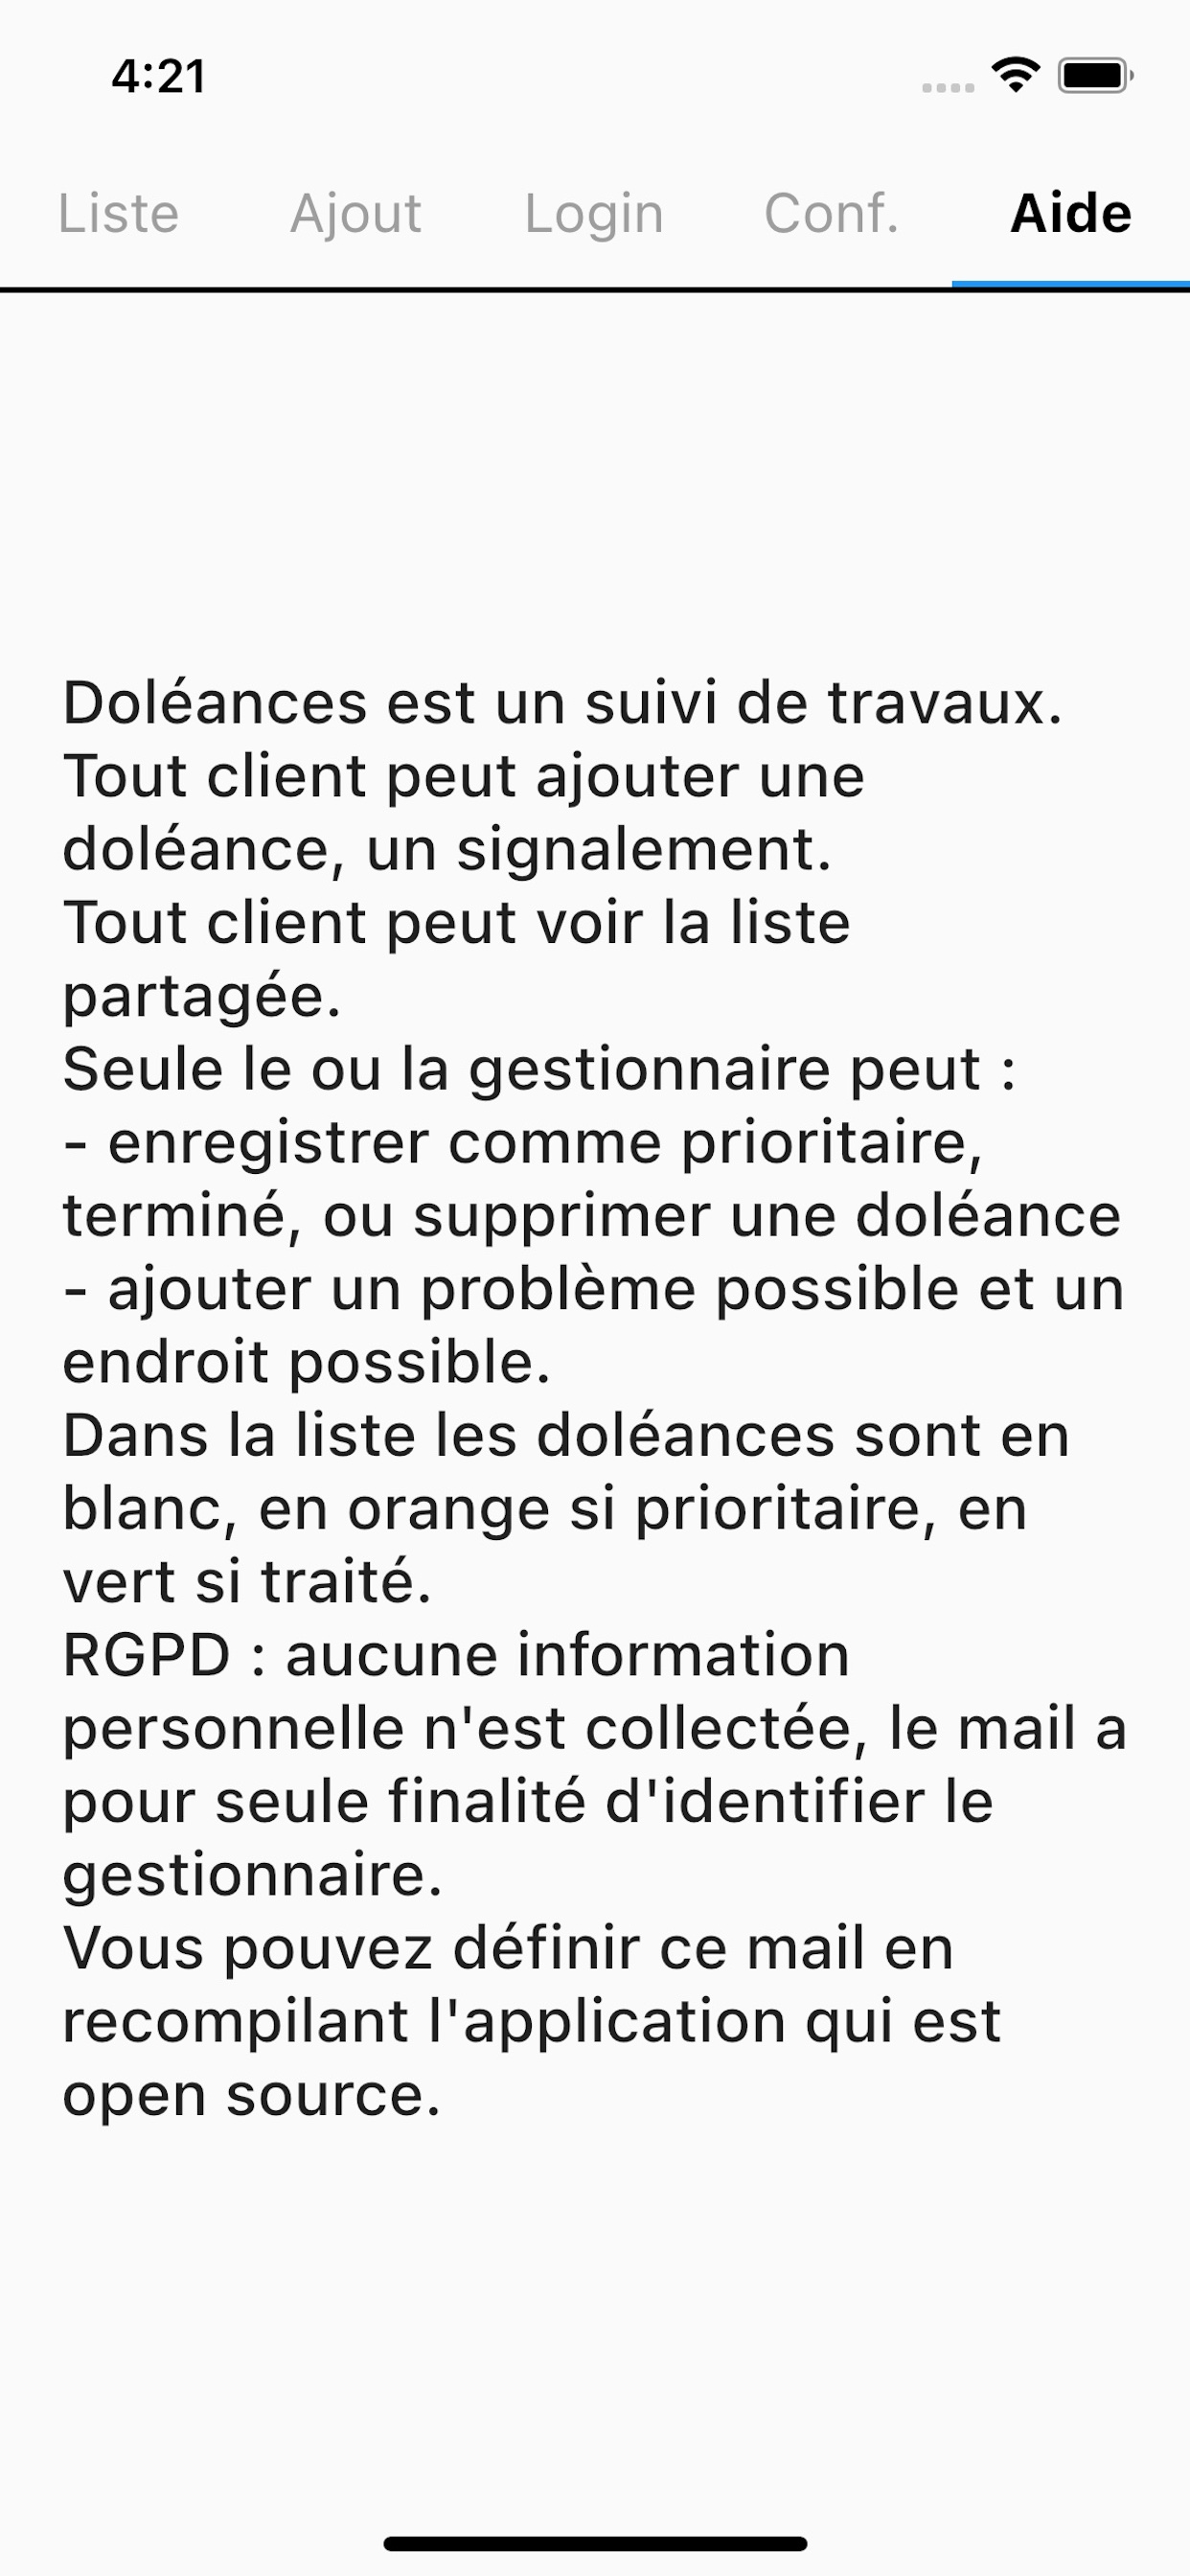 4:21
Liste Ajout Login Conf. Aide
Doléances est un suivi de travaux.
Tout client peut ajouter une
doléance, un signalement.
Tout client peut voir la liste
partagée.
Seule le ou la gestionnaire peut :
- enregistrer comme prioritaire,
terminé, ou supprimer une doléance
- ajouter un problème possible et un
endroit possible.
Dans la liste les doléances sont en
blanc, en orange si prioritaire, en
vert si traité.
RGPD : aucune information
personnelle n'est collectée, le mail a
pour seule finalité d'identifier le
gestionnaire.
Vous pouvez définir ce mail en
recompilant l'application qui est
open source.